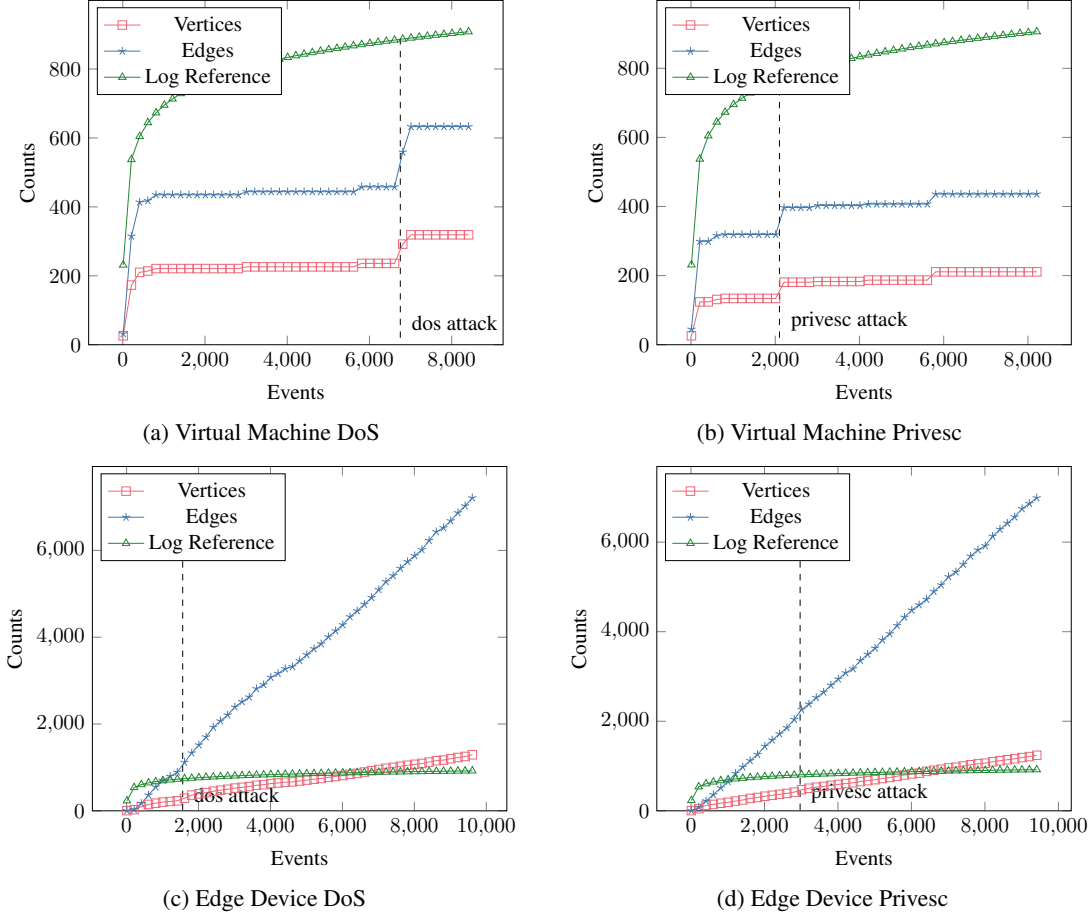 Vertices
Edges
Log Reference
800
600
400
200
0
Counts
dos attack
0 2,000 4,000 6,000 8,000
Events
(a) Virtual Machine DoS
Vertices
Edges
Log Reference
800
600
400
200
0
Counts
privesc attack
0 2,000 4,000 6,000 8,000
Events
(b) Virtual Machine Privesc
Vertices
Edges
Log Reference
6,000
4,000
2,000
0
Counts
dos attack
0 2,000 4,000 6,000 8,000 10,000
Events
(c) Edge Device DoS
Vertices
Edges
Log Reference
6,000
4,000
2,000
0
Counts
privesc attack
0 2,000 4,000 6,000 8,000 10,000
Events
(d) Edge Device Privesc